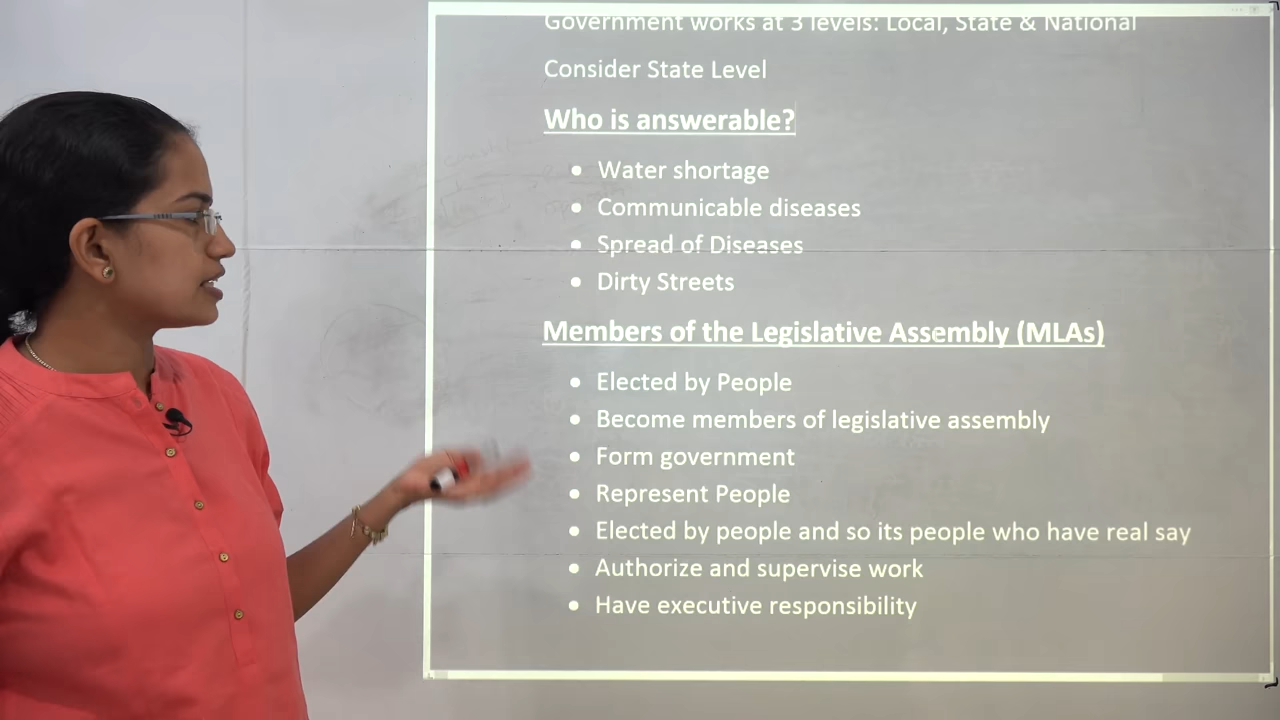 Government works at 3 levels: Local, State & National
Consider State Level
Who is answerable?
• Water shortage
• Communicable diseases
• Spread of Diseases
• Dirty Streets
Members of the Legislative Assembly (MLAs)
• Elected by People
• Become members of legislative assembly
• Form government
• Represent People
• Elected by people and so its people who have real say
• Authorize and supervise work
• Have executive responsibility